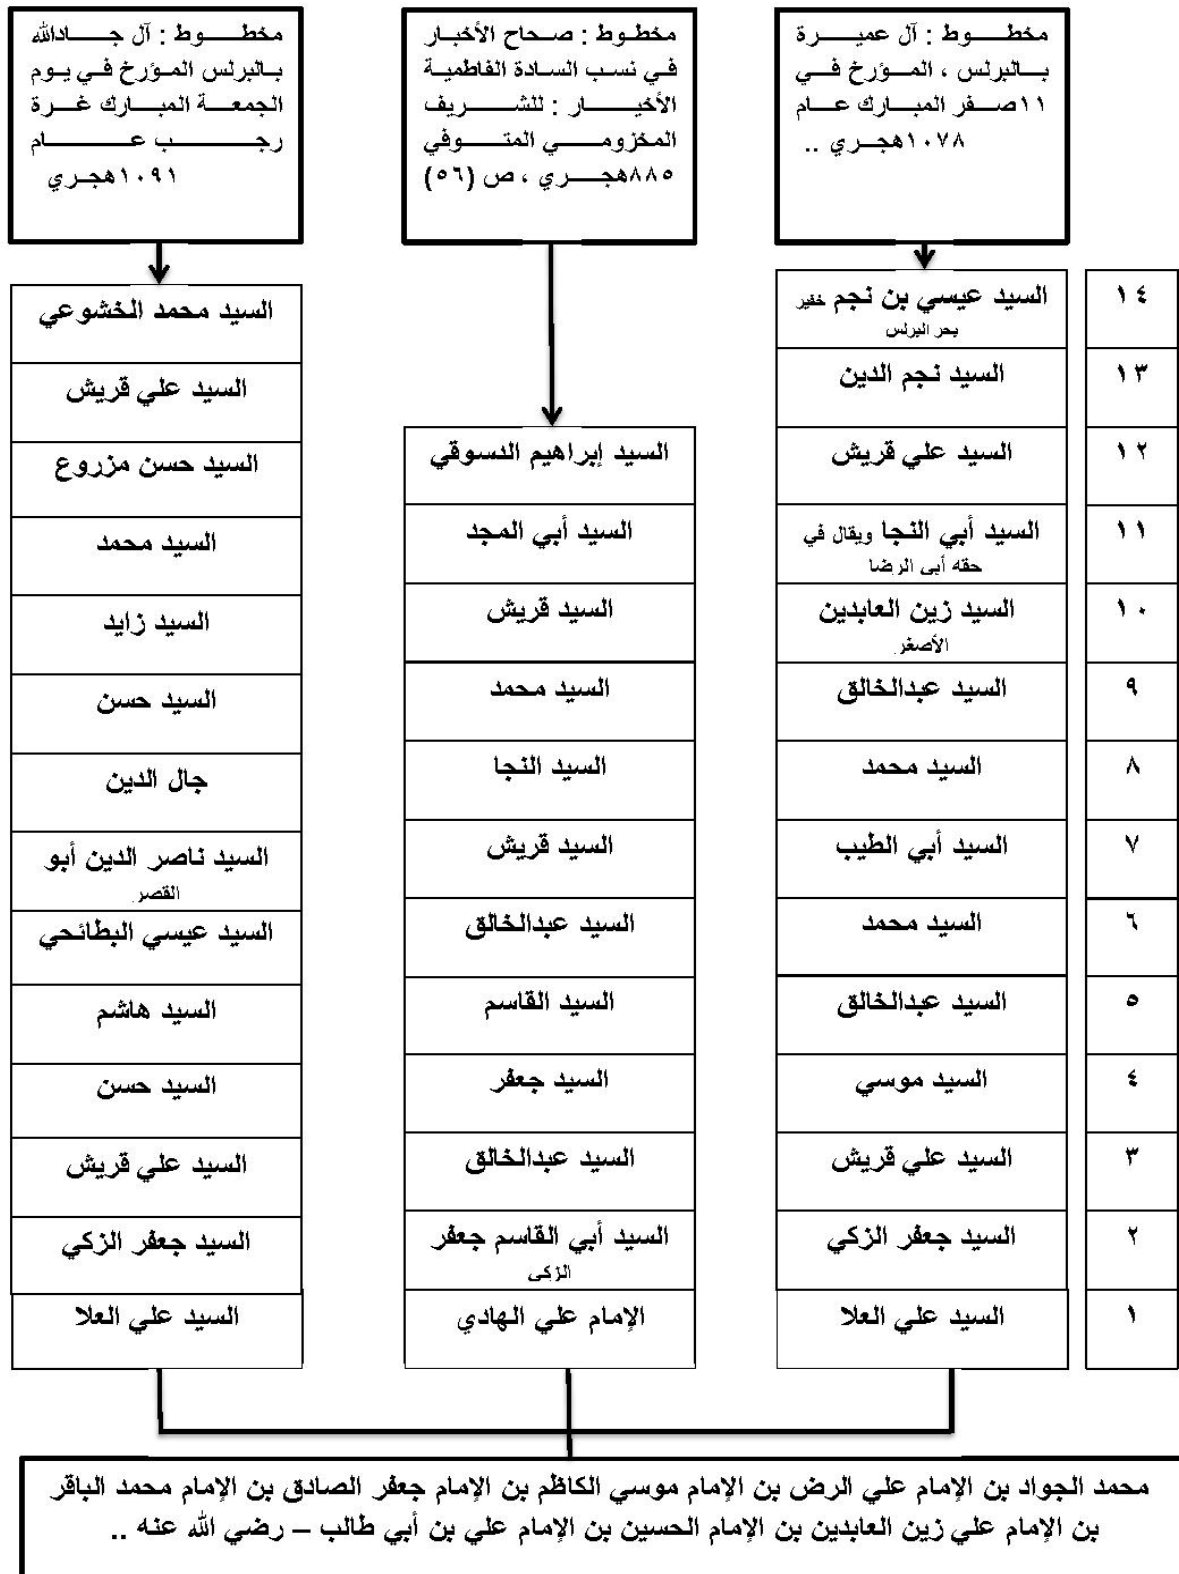 مخطوط : آل عميرة
بالبرلس ، المؤرخ في
١١صفر المبارك عام
١٠٧٨هجري ..
مخطوط : صحاح الأخبار
في نسب السادة الفاطمية
الأخيار : للشريف
المخزومي المتوفي
٨٨٥هجري ، ص (٥٦)
مخطوط : آل جادالله
بالبرلس المؤرخ في يوم
الجمعة المبارك غرة
رجب عام
١٠٩١هجري
١٤
السيد عيسي بن نجم خفير
بحر البرلس
السيد محمد الخشوعي
١٣
السيد نجم الدين
السيد علي قريش
١٢
السيد علي قريش
السيد إبراهيم الدسوقي
السيد حسن مزروع
١١
السيد أبي النجا ويقال في
حقه أبي الرضا
السيد أبي المجد
السيد محمد
١٠
السيد زين العابدين
الأصغر
السيد قريش
السيد زايد
٩
السيد عبدالخالق
السيد محمد
السيد حسن
٨
السيد محمد
السيد النجا
جال الدين
٧
السيد أبي الطيب
السيد قريش
السيد ناصر الدين أبو
القصر
٦
السيد محمد
السيد عبدالخالق
السيد عيسي البطائحي
٥
السيد عبدالخالق
السيد القاسم
السيد هاشم
٤
السيد موسي
السيد جعفر
السيد حسن
٣
السيد علي قريش
السيد عبدالخالق
السيد علي قريش
٢
السيد جعفر الزكي
السيد أبي القاسم جعفر
الزكي
السيد جعفر الزكي
١
السيد علي العلا
الإمام علي الهادي
السيد علي العلا
محمد الجواد بن الإمام علي الرض بن الإمام موسي الكاظم بن الإمام جعفر الصادق بن الإمام محمد الباقر
بن الإمام علي زين العابدين بن الإمام الحسين بن الإمام علي بن أبي طالب – رضي الله عنه ..